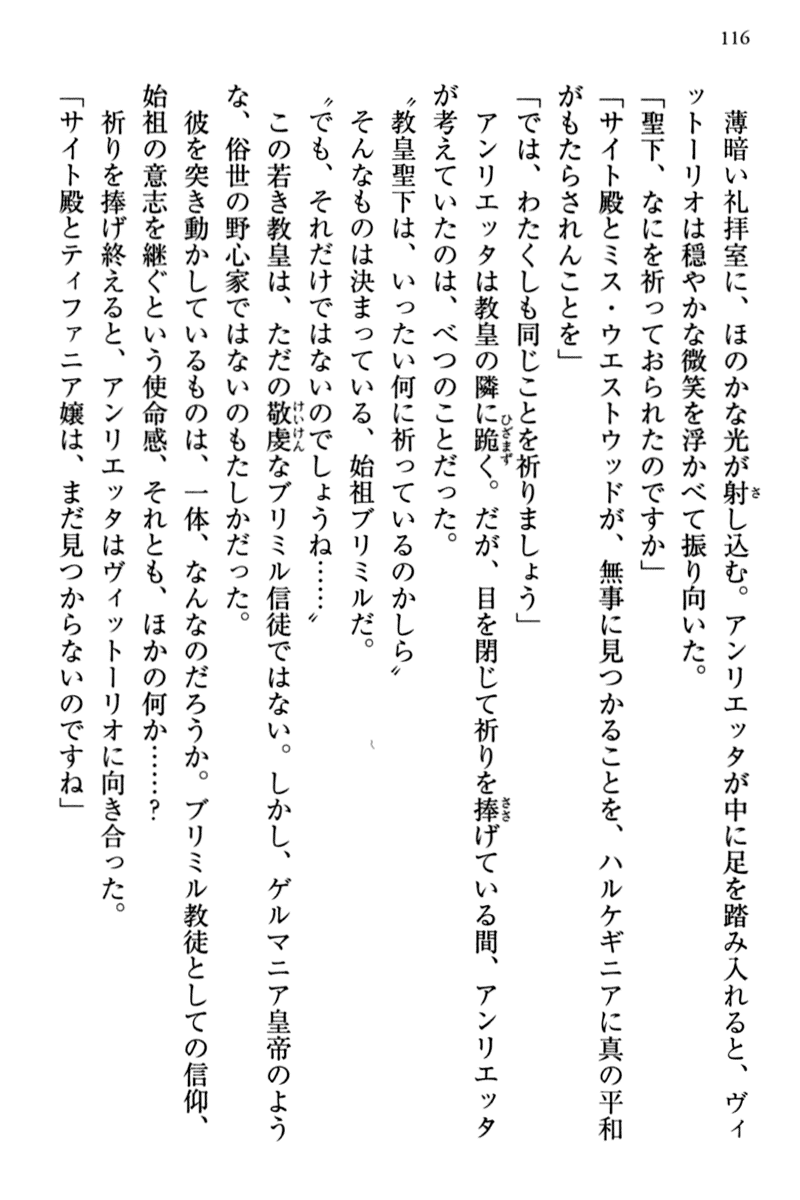 116
薄暗い礼拝室に、ほのかな光が射し込む。アンリエッタが中に足を踏み入れると、ヴィ
ットーリオは穏やかな微笑を浮かべて振り向いた。
「聖下、なにを祈っておられたのですか」
「サイト殿とミス・ウエストウッドが、無事に見つかることを、ハルケギニアに真の平和
がもたらされんことを」
「では、わたくしも同じことを祈りましょう」
アンリエッタは教皇の隣に跪く。だが、目を閉じて祈りを捧げている間、アンリエッタ
が考えていたのは、べつのことだった。
〝教皇聖下は、いったい何に祈っているのかしら〟
そんなものは決まっている、始祖ブリミルだ。
〝でも、それだけではないのでしょうね……〟
この若き教皇は、ただの敬虔なブリミル信徒ではない。しかし、ゲルマニア皇帝のよう
な、俗世の野心家ではないのもたしかだった。
彼を突き動かしているものは、一体、なんなのだろうか。ブリミル教徒としての信仰、
始祖の意志を継ぐという使命感、それとも、ほかの何か……?
祈りを捧げ終えると、アンリエッタはヴィットーリオに向き合った。
「サイト殿とティファニア嬢は、まだ見つからないのですね」